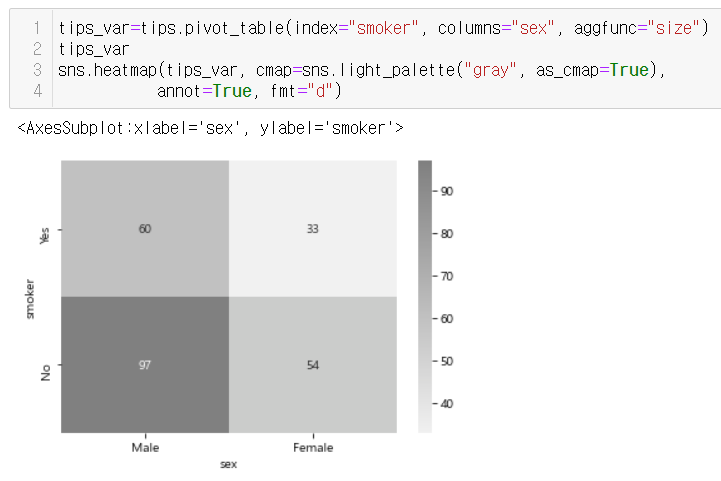 1 tips_var=tips.pivot_table(index="smoker", columns="sex", aggfunc="size")
2 tips_var
3 sns.heatmap(tips_var, cmap=sns.light_palette("gray", as_cmap=True),
4 annot=True, fmt="d")
<AxesSubplot:xlabel='sex', ylabel='smoker'>
60 33
97 54
Yes
No
smoker
Male Female
sex
90
80
70
60
50
40